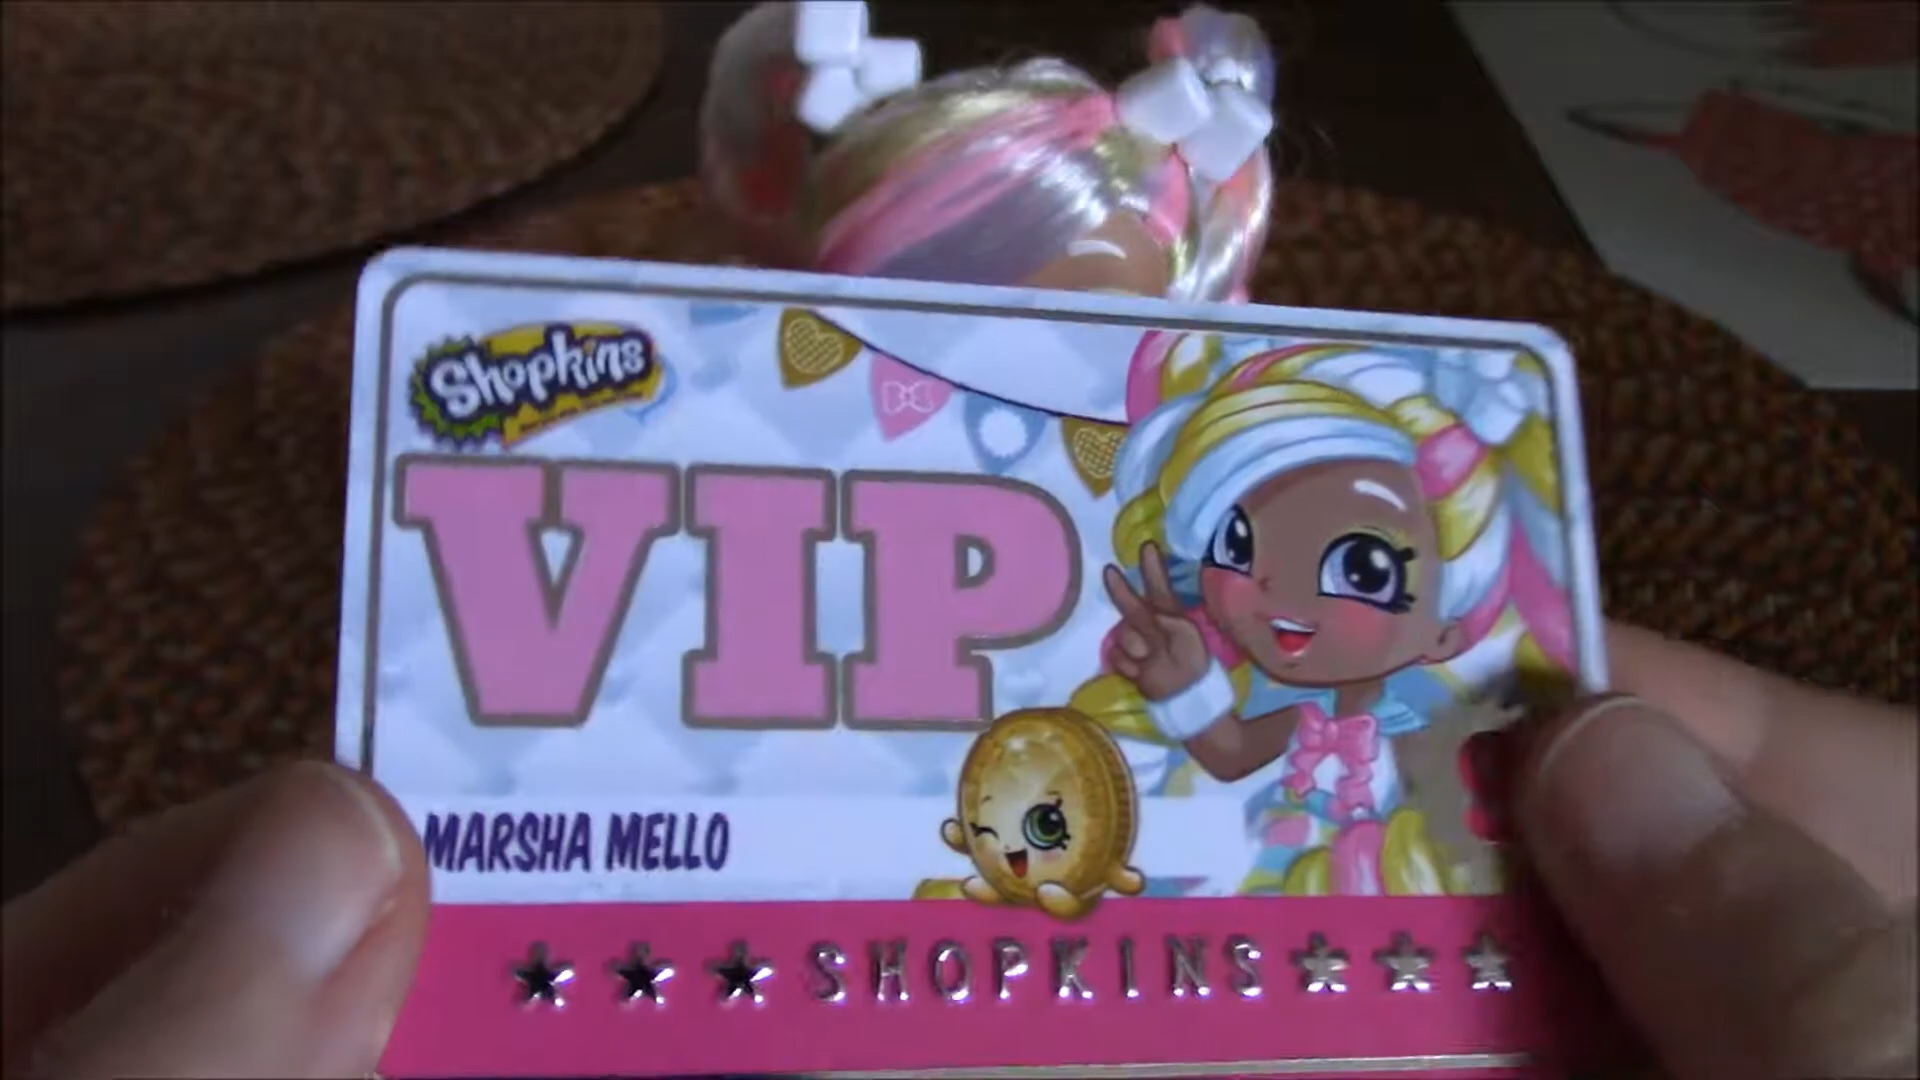 Shopkins
VIP
MARSHA MELLO
★ ★ ★ SHOPKINS ★ ★ ★